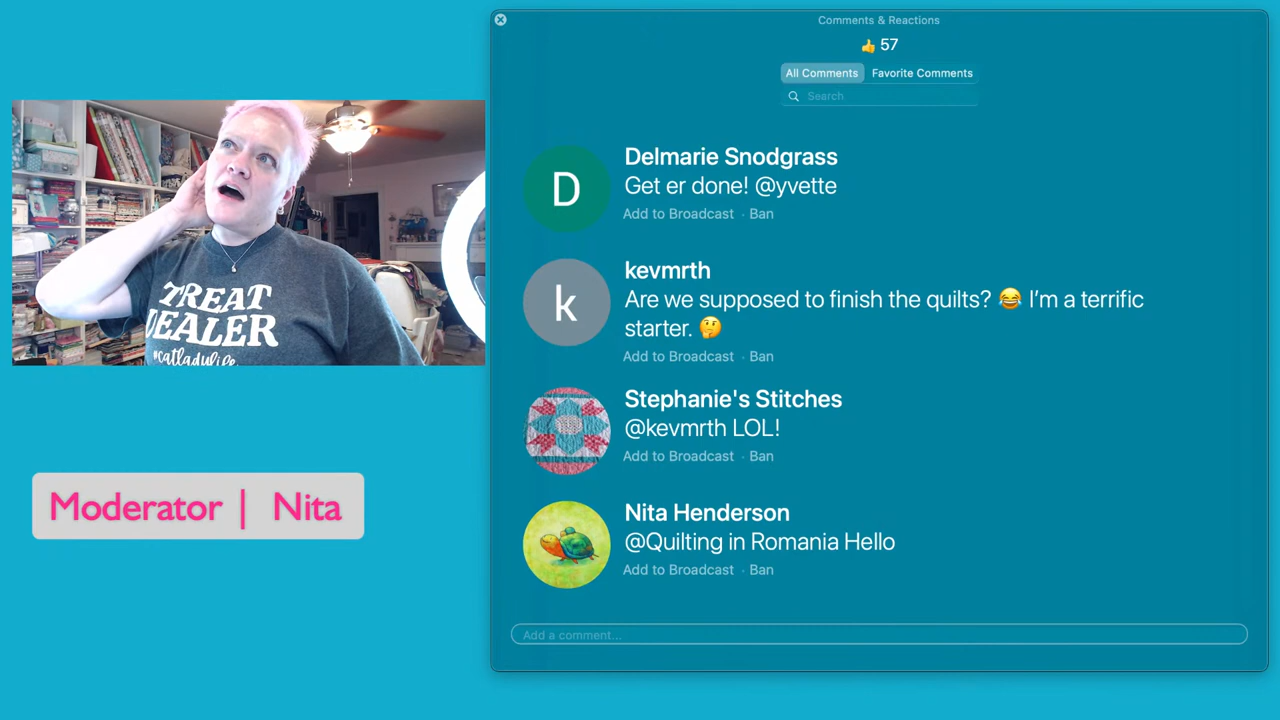 Comments & Reactions
👍 57
All Comments Favorite Comments
Search
D
Delmarie Snodgrass
Get er done! @yvette
Add to Broadcast · Ban
k
kevmrth
Are we supposed to finish the quilts? 😂 I'm a terrific
starter. 🤔
Add to Broadcast · Ban
Stephanie's Stitches
@kevmrth LOL!
Add to Broadcast · Ban
Nita Henderson
@Quilting in Romania Hello
Add to Broadcast · Ban
Add a comment...
TREAT
DEALER
#catladylife
Moderator | Nita